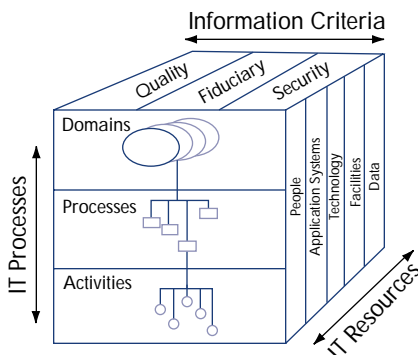 Information Criteria
Quality
Fiduciary
Security
Domains
Processes
Activities
IT Processes
People
Application Systems
Technology
Facilities
Data
IT Resources